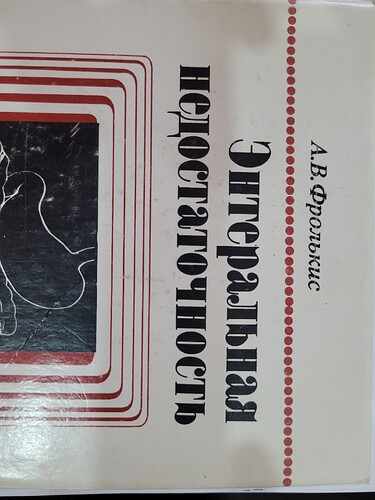 А.В.Фролькис
Энтеральная
недостаточность